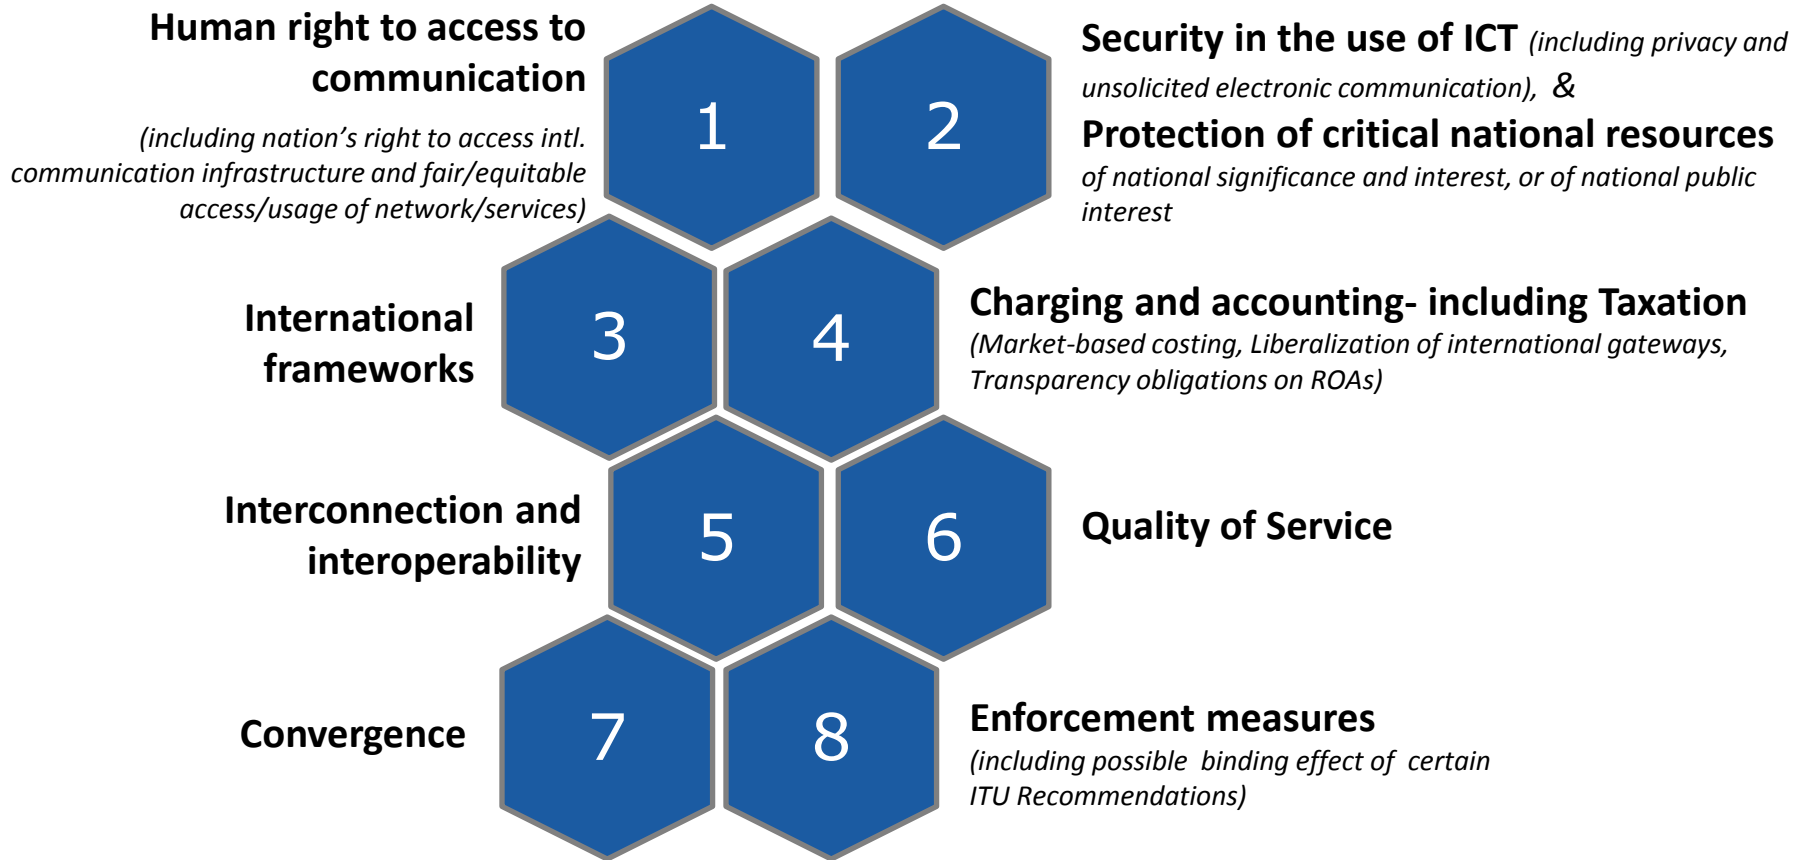 Human right to access to
communication
(including nation’s right to access intl.
communication infrastructure and fair/equitable
access/usage of network/services)
1
2
Security in the use of ICT (including privacy and
unsolicited electronic communication), &
Protection of critical national resources
of national significance and interest, or of national public
interest
International
frameworks
3
4
Charging and accounting- including Taxation
(Market-based costing, Liberalization of international gateways,
Transparency obligations on ROAs)
Interconnection and
interoperability
5
6
Quality of Service
Convergence
7
8
Enforcement measures
(including possible binding effect of certain
ITU Recommendations)